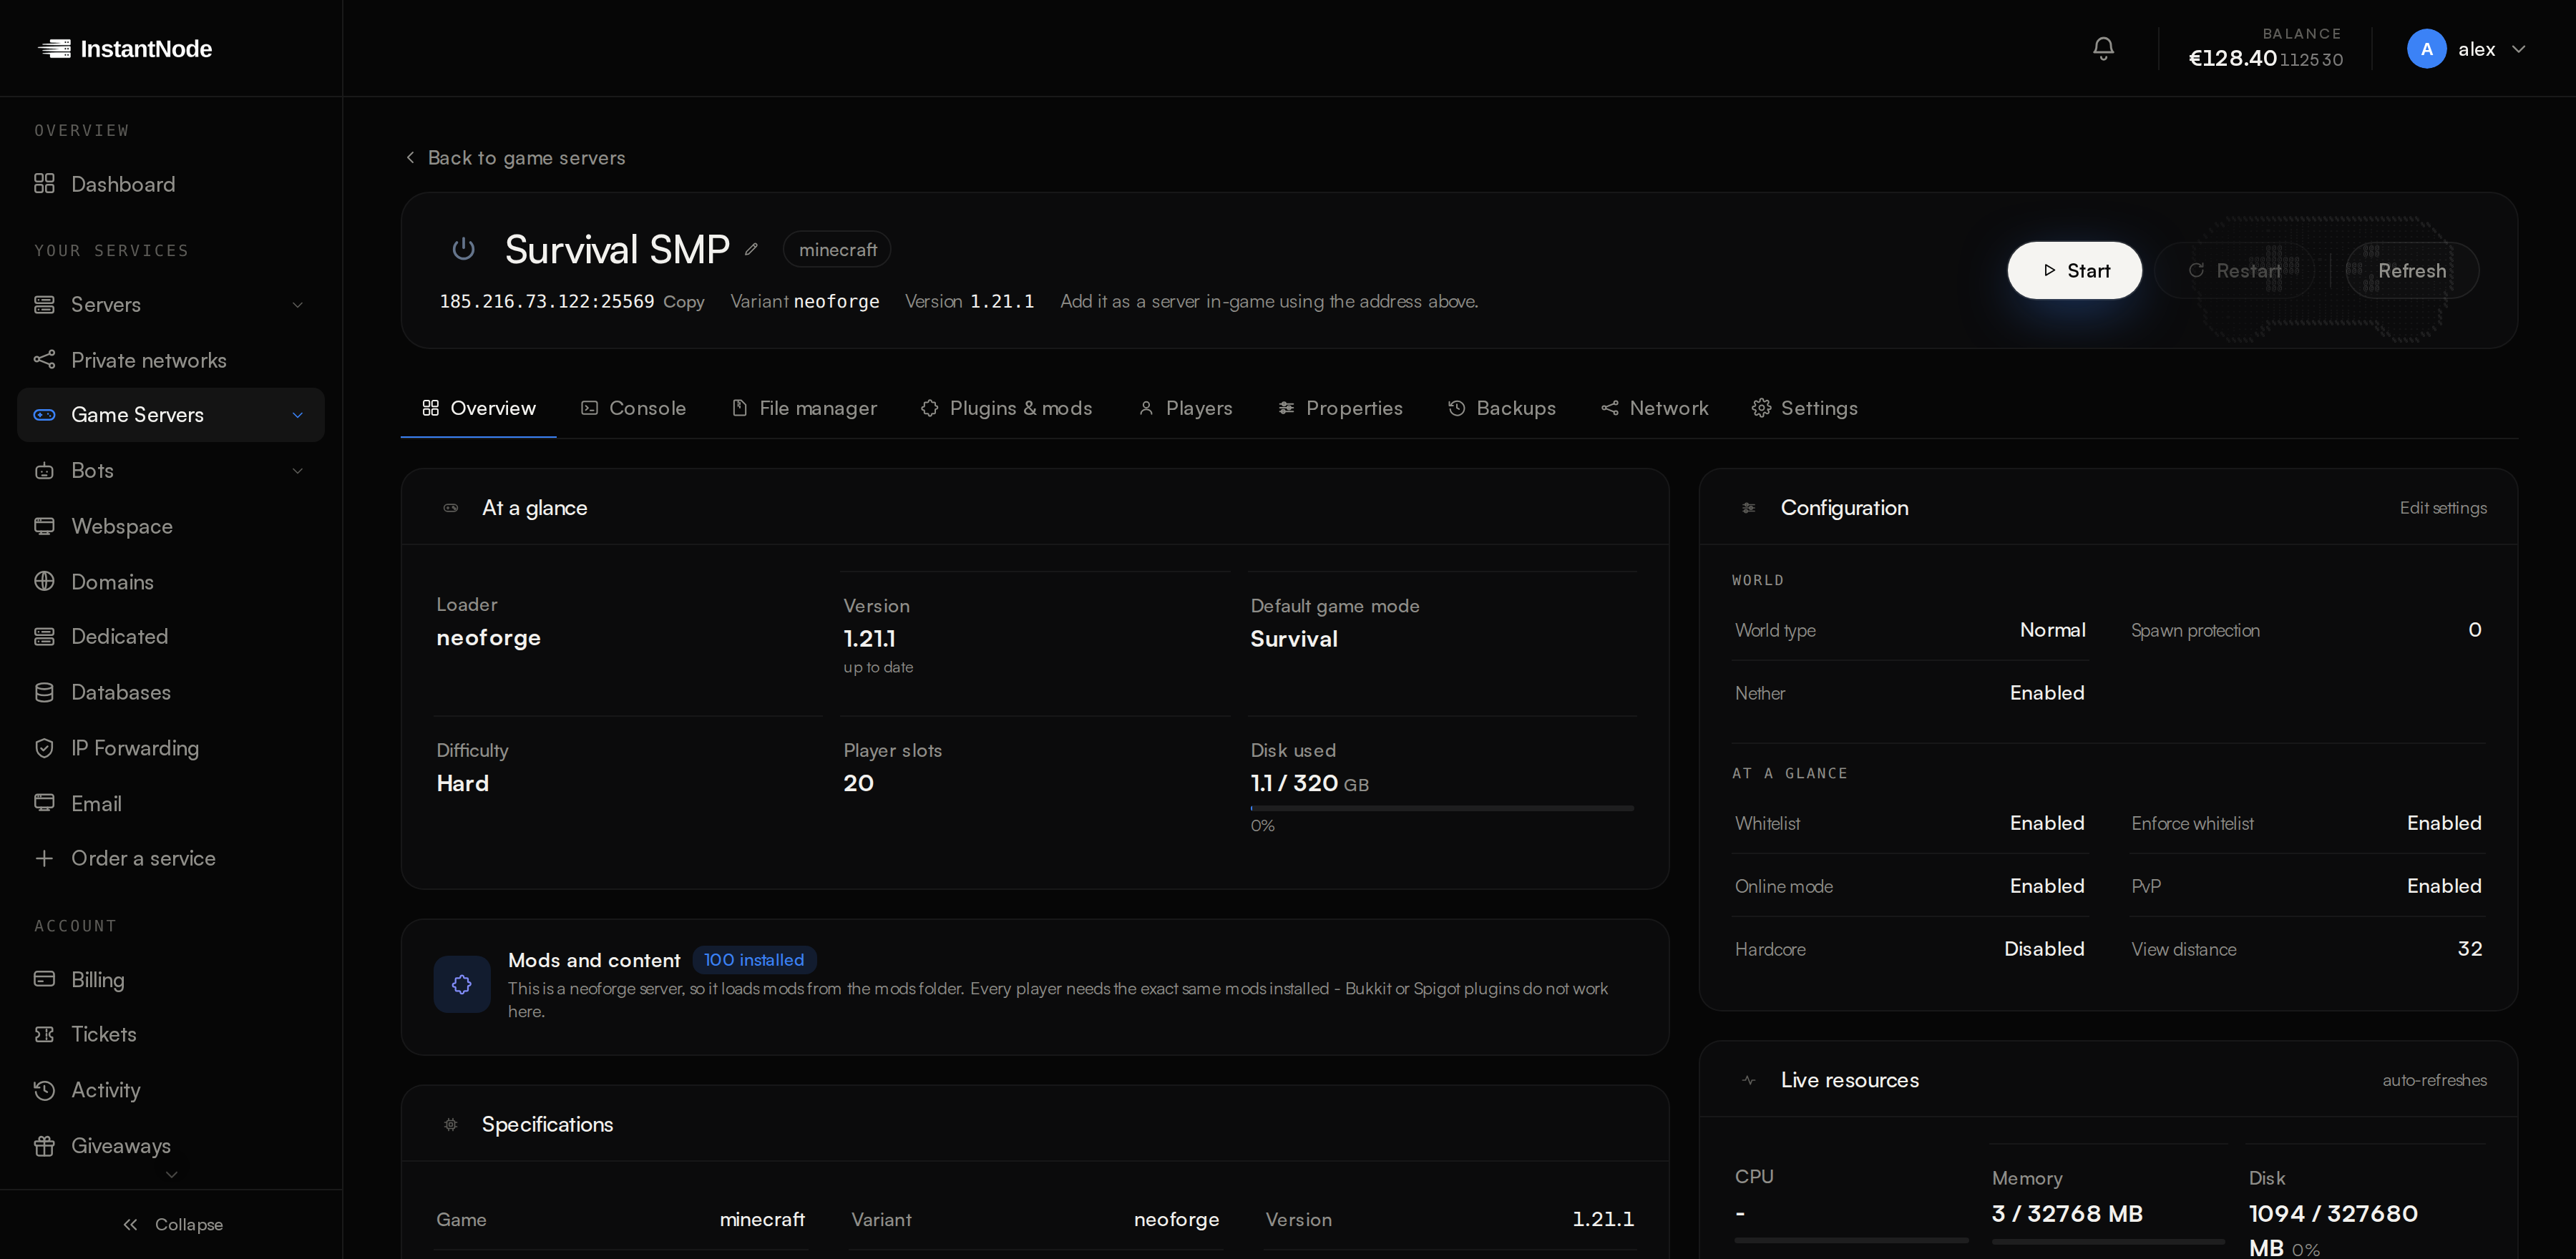 InstantNode
BALANCE
€128.40 112530
A alex
OVERVIEW
Dashboard
YOUR SERVICES
Servers
Private networks
Game Servers
Bots
Webspace
Domains
Dedicated
Databases
IP Forwarding
Email
Order a service
ACCOUNT
Billing
Tickets
Activity
Giveaways
Collapse
Back to game servers
Survival SMP minecraft
Start Restart Refresh
185.216.73.122:25569 Copy Variant neoforge Version 1.21.1 Add it as a server in-game using the address above.
Overview Console File manager Plugins & mods Players Properties Backups Network Settings
At a glance
Loader
neoforge
Version
1.21.1
up to date
Default game mode
Survival
Difficulty
Hard
Player slots
20
Disk used
1.1 / 320 GB
0%
Mods and content 100 installed
This is a neoforge server, so it loads mods from the mods folder. Every player needs the exact same mods installed - Bukkit or Spigot plugins do not work
here.
Specifications
Game minecraft Variant neoforge Version 1.21.1
Configuration Edit settings
WORLD
World type Normal Spawn protection 0
Nether Enabled
AT A GLANCE
Whitelist Enabled Enforce whitelist Enabled
Online mode Enabled PvP Enabled
Hardcore Disabled View distance 32
Live resources auto-refreshes
CPU
-
Memory
3 / 32768 MB
Disk
1094 / 327680
MB 0%